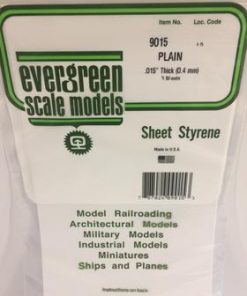 Item No. Loc. Code
9015
PLAIN
.015" Thick (0.4 mm)
evergreen
scale models
Sheet Styrene
Made in U.S.A
Model Railroading
Architectural Models
Military Models
Industrial Models
Miniatures
Ships and Planes